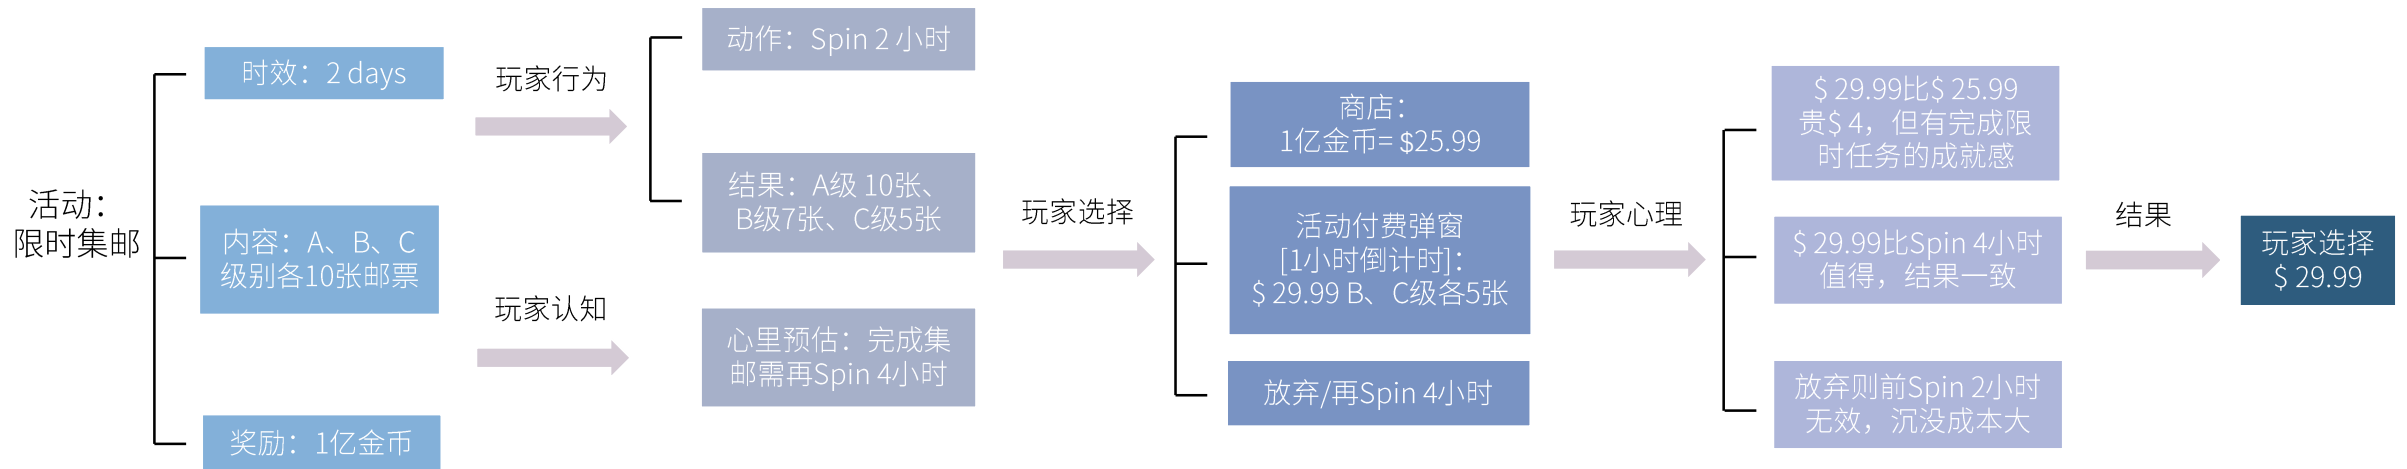 活动：
限时集邮
时效：2 days
内容：A、B、C
级别各10张邮票
奖励：1亿金币
玩家行为
玩家认知
动作：Spin 2 小时
结果：A级 10张、
B级7张、C级5张
心里预估：完成集
邮需再Spin 4小时
玩家选择
商店：
1亿金币= $25.99
活动付费弹窗
[1小时倒计时]：
$ 29.99 B、C级各5张
放弃/再Spin 4小时
玩家心理
$ 29.99比$ 25.99
贵$ 4，但有完成限
时任务的成就感
$ 29.99比Spin 4小时
值得，结果一致
放弃则前Spin 2小时
无效，沉没成本大
结果
玩家选择
$ 29.99